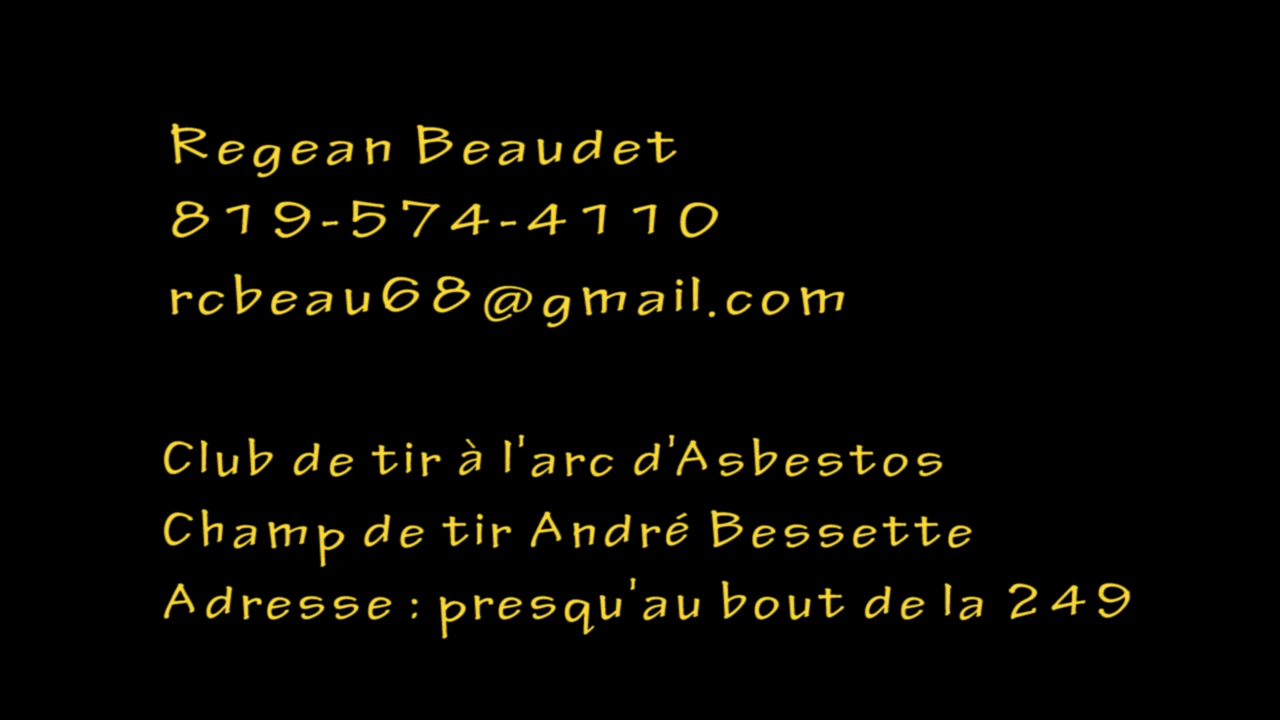 Regean Beaudet
819-574-4110
rcbeau68@gmail.com
Club de tir à l'arc d'Asbestos
Champ de tir André Bessette
Adresse : presqu'au bout de la 249